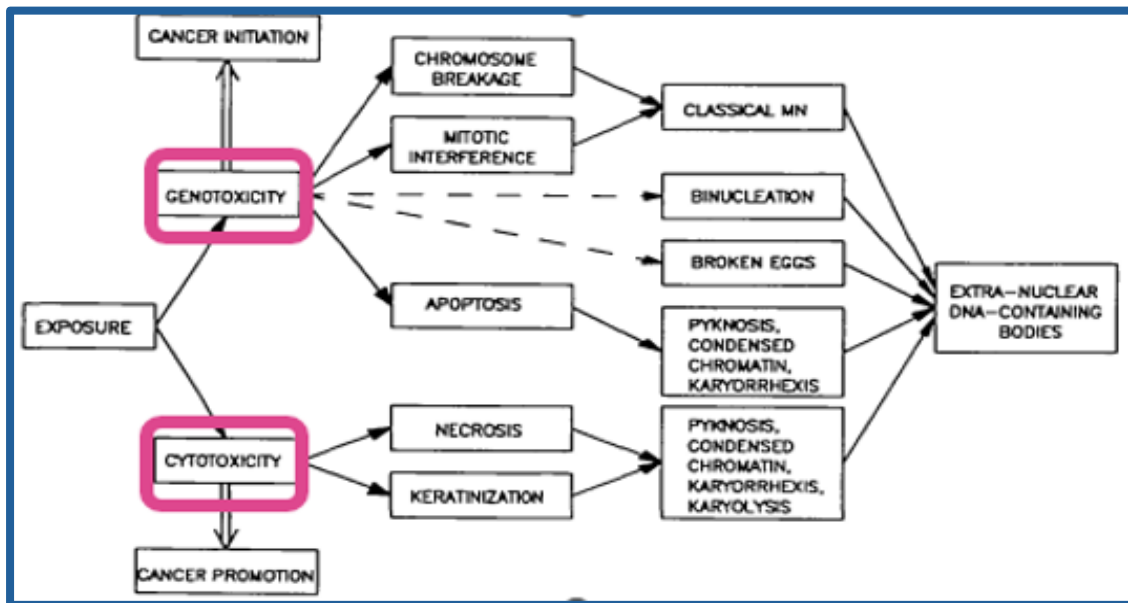 CANCER INITIATION
CHROMOSOME
BREAKAGE
CLASSICAL MN
MITOTIC
INTERFERENCE
GENOTOXICITY
BINUCLEATION
BROKEN EGGS
EXPOSURE
APOPTOSIS
PYKNOSIS,
CONDENSED
CHROMATIN,
KARYORRHEXIS
EXTRA-NUCLEAR
DNA-CONTAINING
BODIES
CYTOTOXICITY
NECROSIS
KERATINIZATION
PYKNOSIS,
CONDENSED
CHROMATIN,
KARYORRHEXIS,
KARYOLYSIS
CANCER PROMOTION